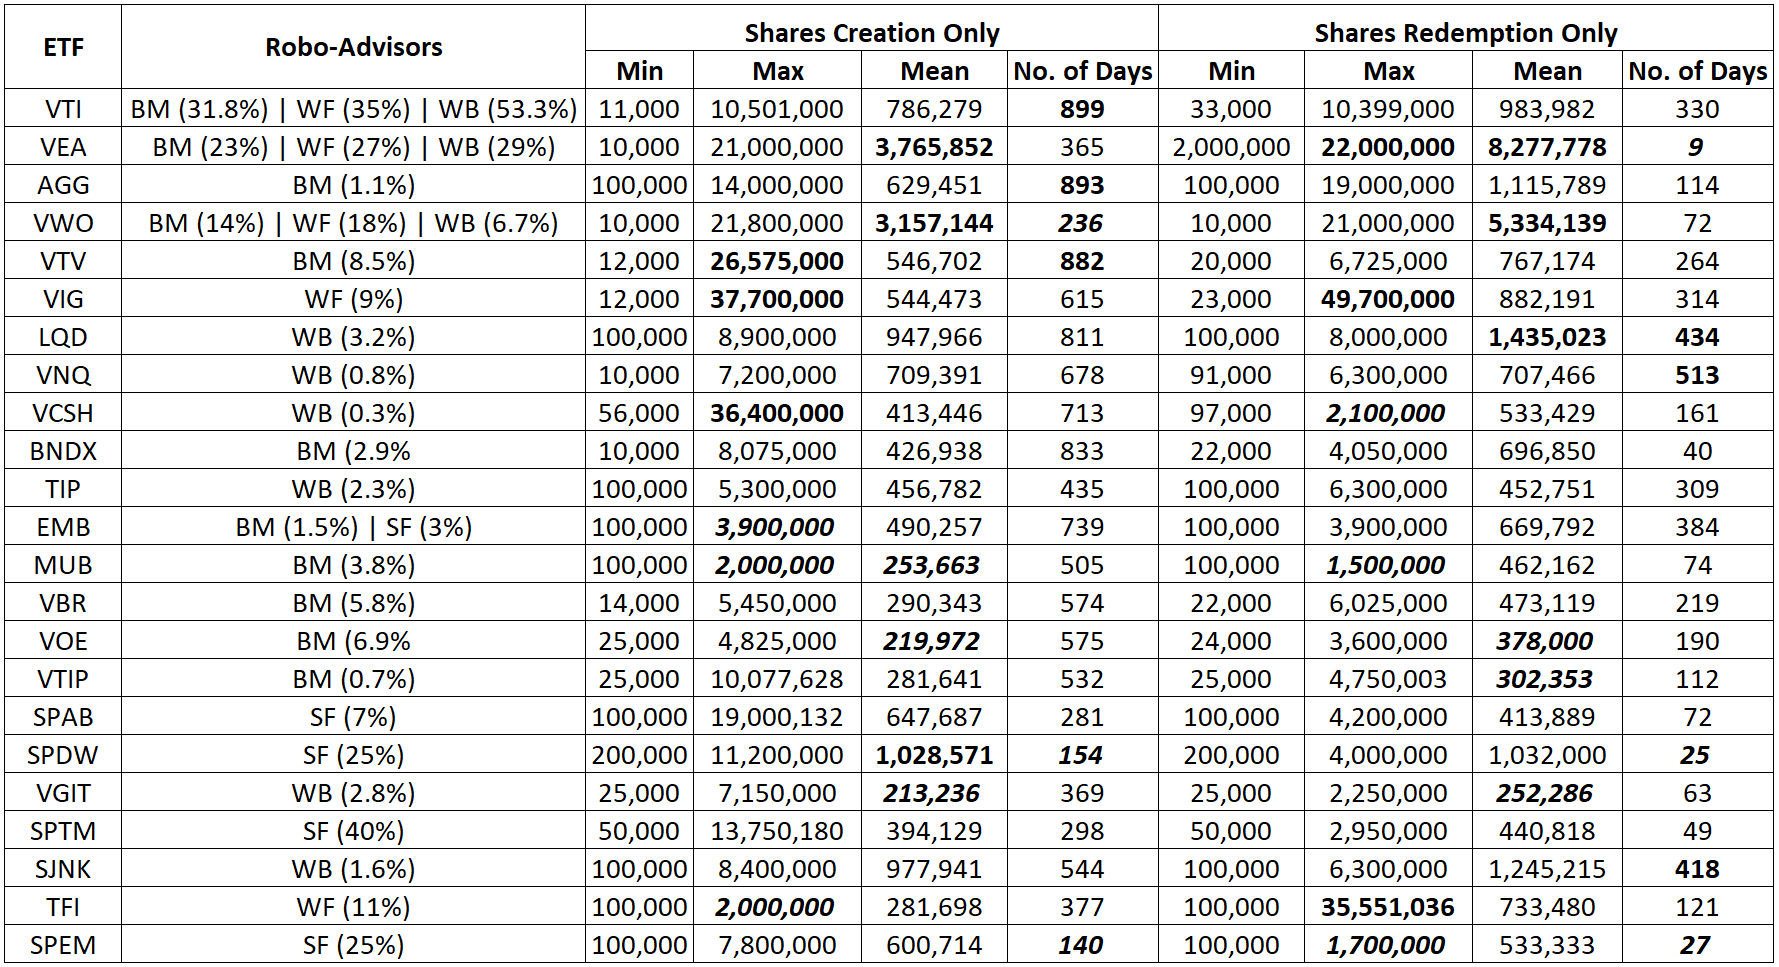 ETF Robo-Advisors Shares Creation Only Shares Redemption Only
Min Max Mean No. of Days Min Max Mean No. of Days
VTI BM (31.8%) | WF (35%) | WB (53.3%) 11,000 10,501,000 786,279 899 33,000 10,399,000 983,982 330
VEA BM (23%) | WF (27%) | WB (29%) 10,000 21,000,000 3,765,852 365 2,000,000 22,000,000 8,277,778 9
AGG BM (1.1%) 100,000 14,000,000 629,451 893 100,000 19,000,000 1,115,789 114
VWO BM (14%) | WF (18%) | WB (6.7%) 10,000 21,800,000 3,157,144 236 10,000 21,000,000 5,334,139 72
VTV BM (8.5%) 12,000 26,575,000 546,702 882 20,000 6,725,000 767,174 264
VIG WF (9%) 12,000 37,700,000 544,473 615 23,000 49,700,000 882,191 314
LQD WB (3.2%) 100,000 8,900,000 947,966 811 100,000 8,000,000 1,435,023 434
VNQ WB (0.8%) 10,000 7,200,000 709,391 678 91,000 6,300,000 707,466 513
VCSH WB (0.3%) 56,000 36,400,000 413,446 713 97,000 2,100,000 533,429 161
BNDX BM (2.9% 10,000 8,075,000 426,938 833 22,000 4,050,000 696,850 40
TIP WB (2.3%) 100,000 5,300,000 456,782 435 100,000 6,300,000 452,751 309
EMB BM (1.5%) | SF (3%) 100,000 3,900,000 490,257 739 100,000 3,900,000 669,792 384
MUB BM (3.8%) 100,000 2,000,000 253,663 505 100,000 1,500,000 462,162 74
VBR BM (5.8%) 14,000 5,450,000 290,343 574 22,000 6,025,000 473,119 219
VOE BM (6.9% 25,000 4,825,000 219,972 575 24,000 3,600,000 378,000 190
VTIP BM (0.7%) 25,000 10,077,628 281,641 532 25,000 4,750,003 302,353 112
SPAB SF (7%) 100,000 19,000,132 647,687 281 100,000 4,200,000 413,889 72
SPDW SF (25%) 200,000 11,200,000 1,028,571 154 200,000 4,000,000 1,032,000 25
VGIT WB (2.8%) 25,000 7,150,000 213,236 369 25,000 2,250,000 252,286 63
SPTM SF (40%) 50,000 13,750,180 394,129 298 50,000 2,950,000 440,818 49
SJNK WB (1.6%) 100,000 8,400,000 977,941 544 100,000 6,300,000 1,245,215 418
TFI WF (11%) 100,000 2,000,000 281,698 377 100,000 35,551,036 733,480 121
SPEM SF (25%) 100,000 7,800,000 600,714 140 100,000 1,700,000 533,333 27